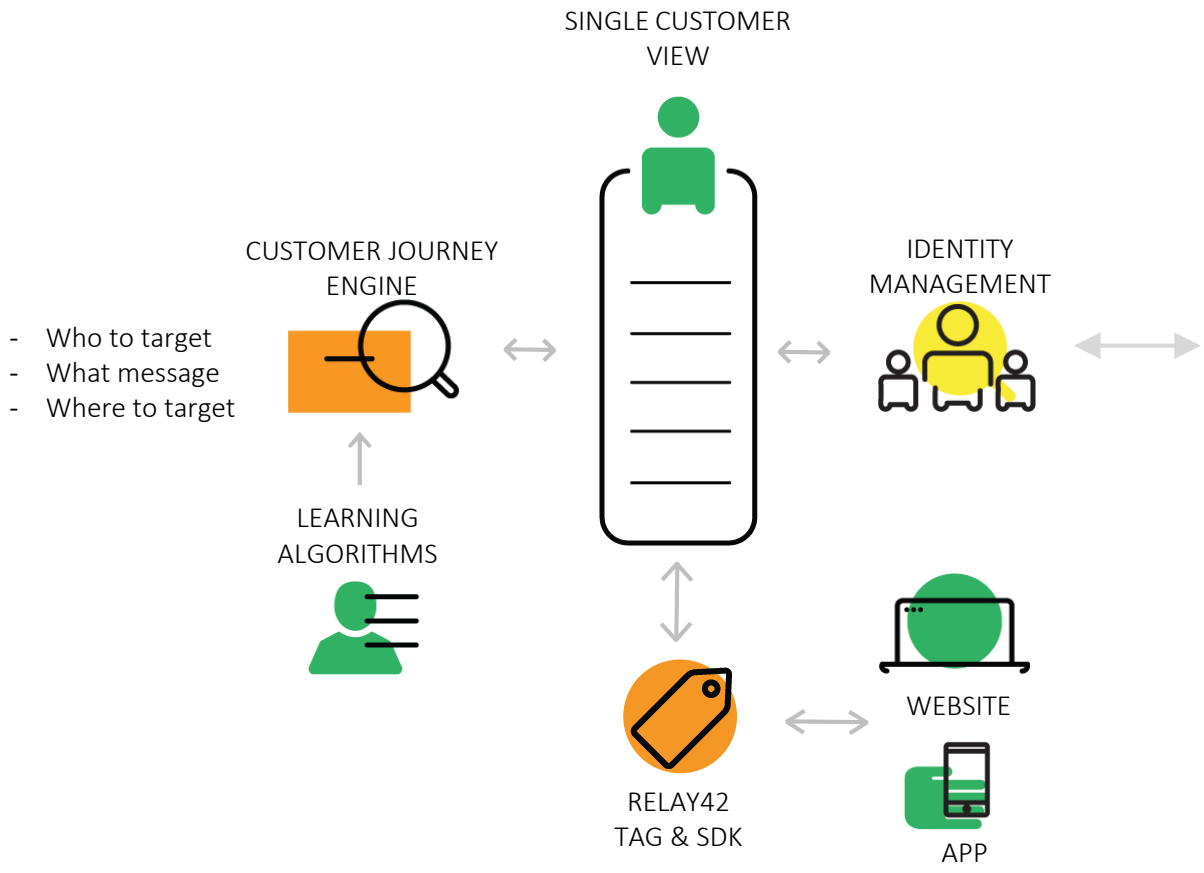 SINGLE CUSTOMER
VIEW
CUSTOMER JOURNEY
ENGINE
IDENTITY
MANAGEMENT
- Who to target
- What message
- Where to target
LEARNING
ALGORITHMS
WEBSITE
RELAY42
TAG & SDK
APP